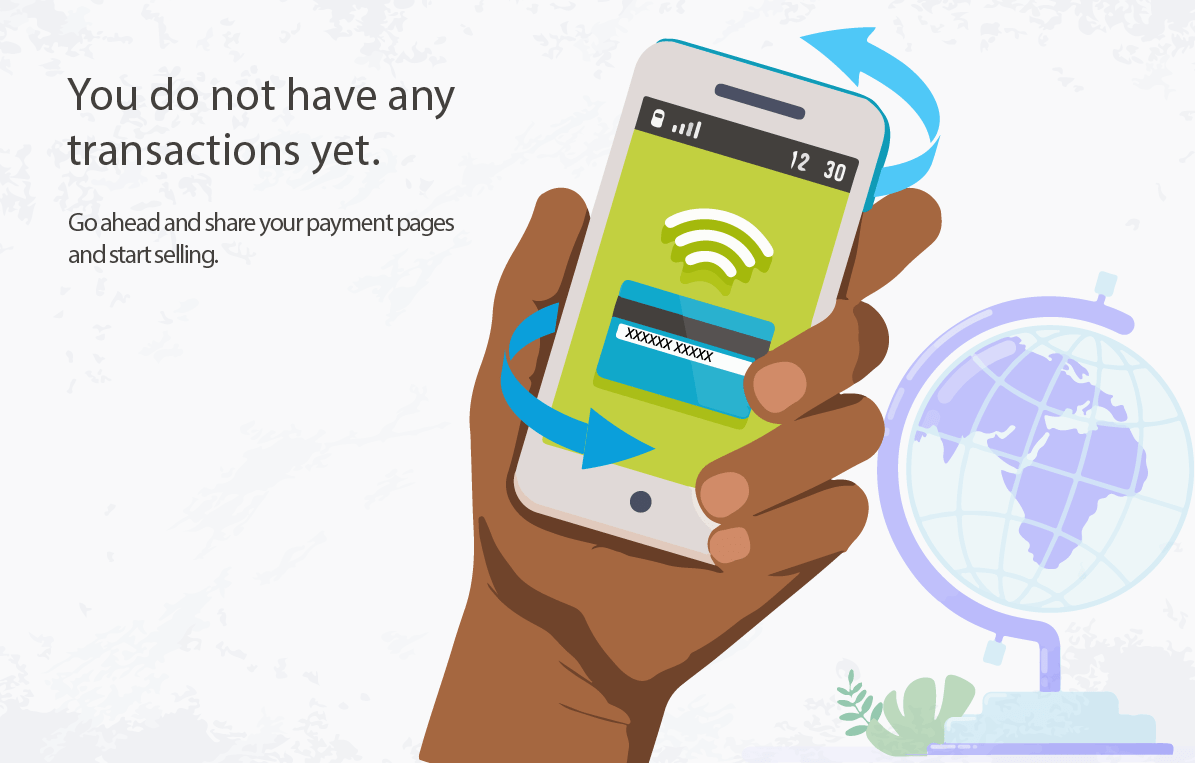 You do not have any
transactions yet.
Go ahead and share your payment pages
and start selling.
12 30
XXXXXX XXXXX